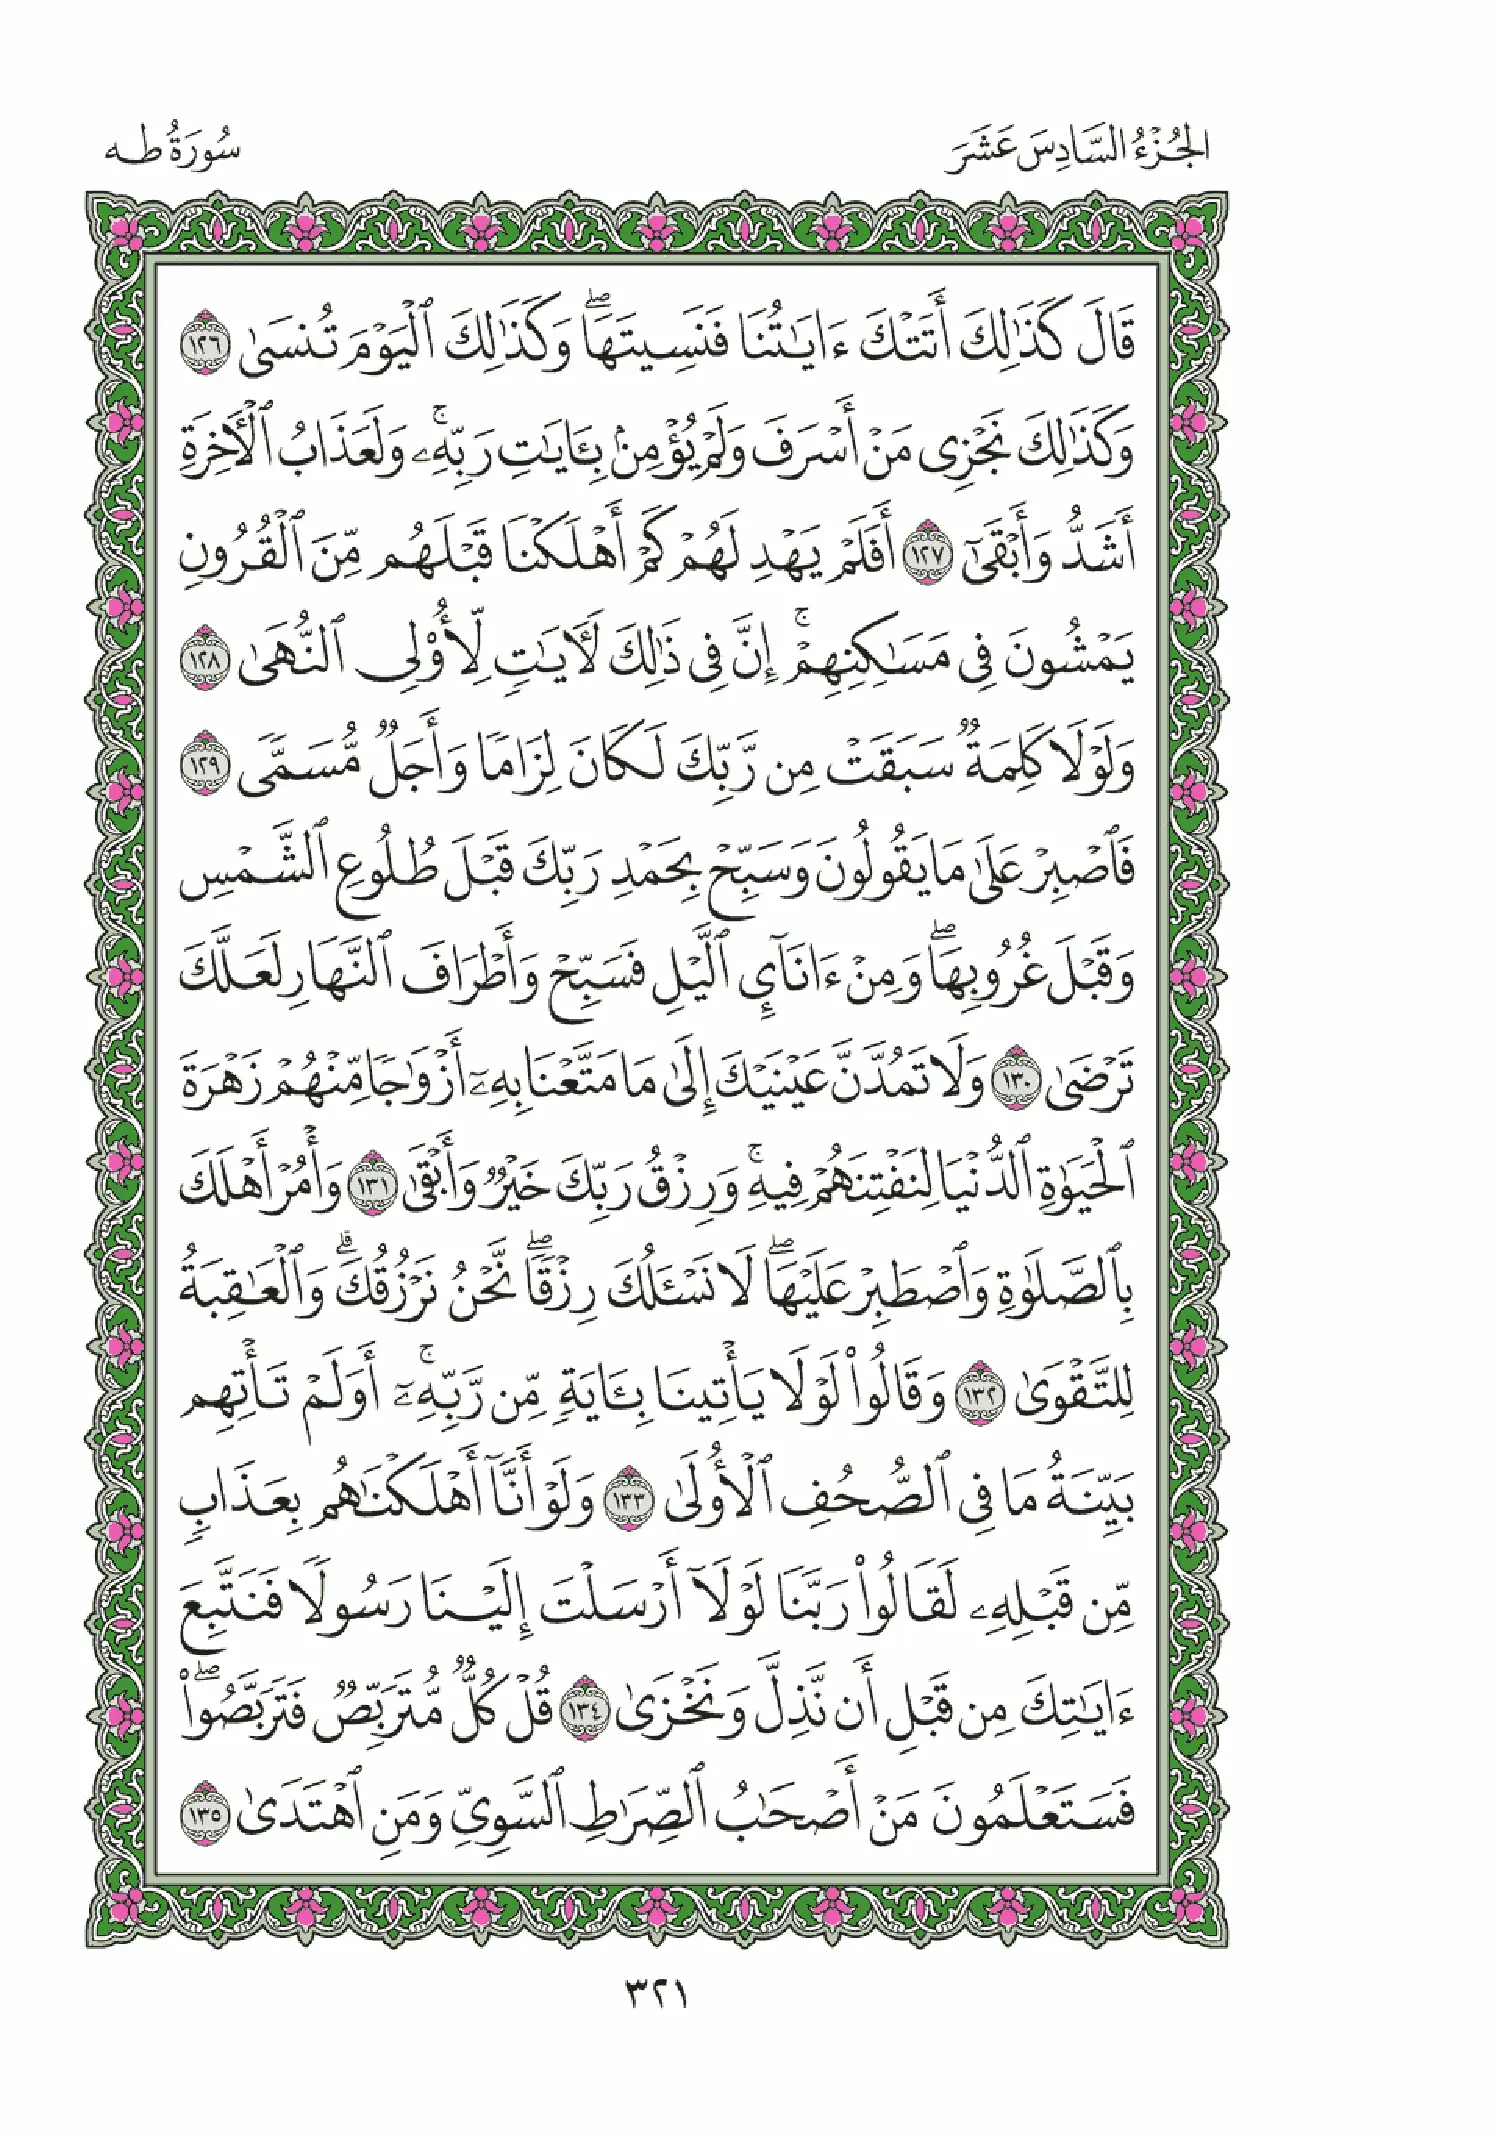 الجُزْءُ السَّادِسَ عَشَرَ
سُورَةُ طه
قَالَ كَذَٰلِكَ أَتَتْكَ ءَايَٰتُنَا فَنَسِيتَهَاۖ وَكَذَٰلِكَ ٱلْيَوْمَ تُنسَىٰ ١٢٦
وَكَذَٰلِكَ نَجْزِى مَنْ أَسْرَفَ وَلَمْ يُؤْمِنۢ بِـَٔايَٰتِ رَبِّهِۦۚ وَلَعَذَابُ ٱلْأَخِرَةِ
أَشَدُّ وَأَبْقَىٰٓ ١٢٧ أَفَلَمْ يَهْدِ لَهُمْ كَمْ أَهْلَكْنَا قَبْلَهُم مِّنَ ٱلْقُرُونِ
يَمْشُونَ فِى مَسَٰكِنِهِمْۚ إِنَّ فِى ذَٰلِكَ لَأٓيَٰتٍ لِّأُو۟لِى ٱلنُّهَىٰ ١٢٨
وَلَوْلَا كَلِمَةٌ سَبَقَتْ مِن رَّبِّكَ لَكَانَ لِزَامًا وَأَجَلٌ مُّسَمًّى ١٢٩
فَٱصْبِرْ عَلَىٰ مَا يَقُولُونَ وَسَبِّحْ بِحَمْدِ رَبِّكَ قَبْلَ طُلُوعِ ٱلشَّمْسِ
وَقَبْلَ غُرُوبِهَاۖ وَمِنْ ءَانَآئِ ٱلَّيْلِ فَسَبِّحْ وَأَطْرَافَ ٱلنَّهَارِ لَعَلَّكَ
تَرْضَىٰ ١٣٠ وَلَا تَمُدَّنَّ عَيْنَيْكَ إِلَىٰ مَا مَتَّعْنَا بِهِۦٓ أَزْوَٰجًا مِّنْهُمْ زَهْرَةَ
ٱلْحَيَوٰةِ ٱلدُّنْيَا لِنَفْتِنَهُمْ فِيهِۚ وَرِزْقُ رَبِّكَ خَيْرٌ وَأَبْقَىٰ ١٣١ وَأْمُرْ أَهْلَكَ
بِٱلصَّلَوٰةِ وَٱصْطَبِرْ عَلَيْهَاۖ لَا نَسْـَٔلُكَ رِزْقًاۖ نَّحْنُ نَرْزُقُكَۗ وَٱلْعَٰقِبَةُ
لِلتَّقْوَىٰ ١٣٢ وَقَالُوا۟ لَوْلَا يَأْتِينَا بِـَٔايَةٍ مِّن رَّبِّهِۦٓۚ أَوَلَمْ تَأْتِهِم
بَيِّنَةُ مَا فِى ٱلصُّحُفِ ٱلْأُولَىٰ ١٣٣ وَلَوْ أَنَّآ أَهْلَكْنَٰهُم بِعَذَابٍ
مِّن قَبْلِهِۦ لَقَالُوا۟ رَبَّنَا لَوْلَآ أَرْسَلْتَ إِلَيْنَا رَسُولًا فَنَتَّبِعَ
ءَايَٰتِكَ مِن قَبْلِ أَن نَّذِلَّ وَنَخْزَىٰ ١٣٤ قُلْ كُلٌّ مُّتَرَبِّصٌ فَتَرَبَّصُوا۟ۖ
فَسَتَعْلَمُونَ مَنْ أَصْحَٰبُ ٱلصِّرَٰطِ ٱلسَّوِىِّ وَمَنِ ٱهْتَدَىٰ ١٣٥
٣٢١